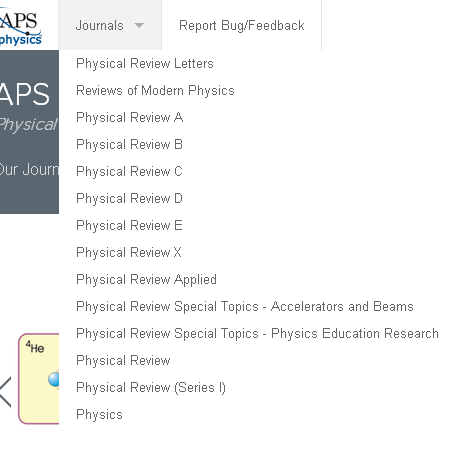 APS
physics
Journals
Report Bug/Feedback
Physical Review Letters
Reviews of Modern Physics
Physical Review A
Physical Review B
Physical Review C
Physical Review D
Physical Review E
Physical Review X
Physical Review Applied
Physical Review Special Topics - Accelerators and Beams
Physical Review Special Topics - Physics Education Research
Physical Review
Physical Review (Series I)
Physics
APS
Physical
Our Journ
4He